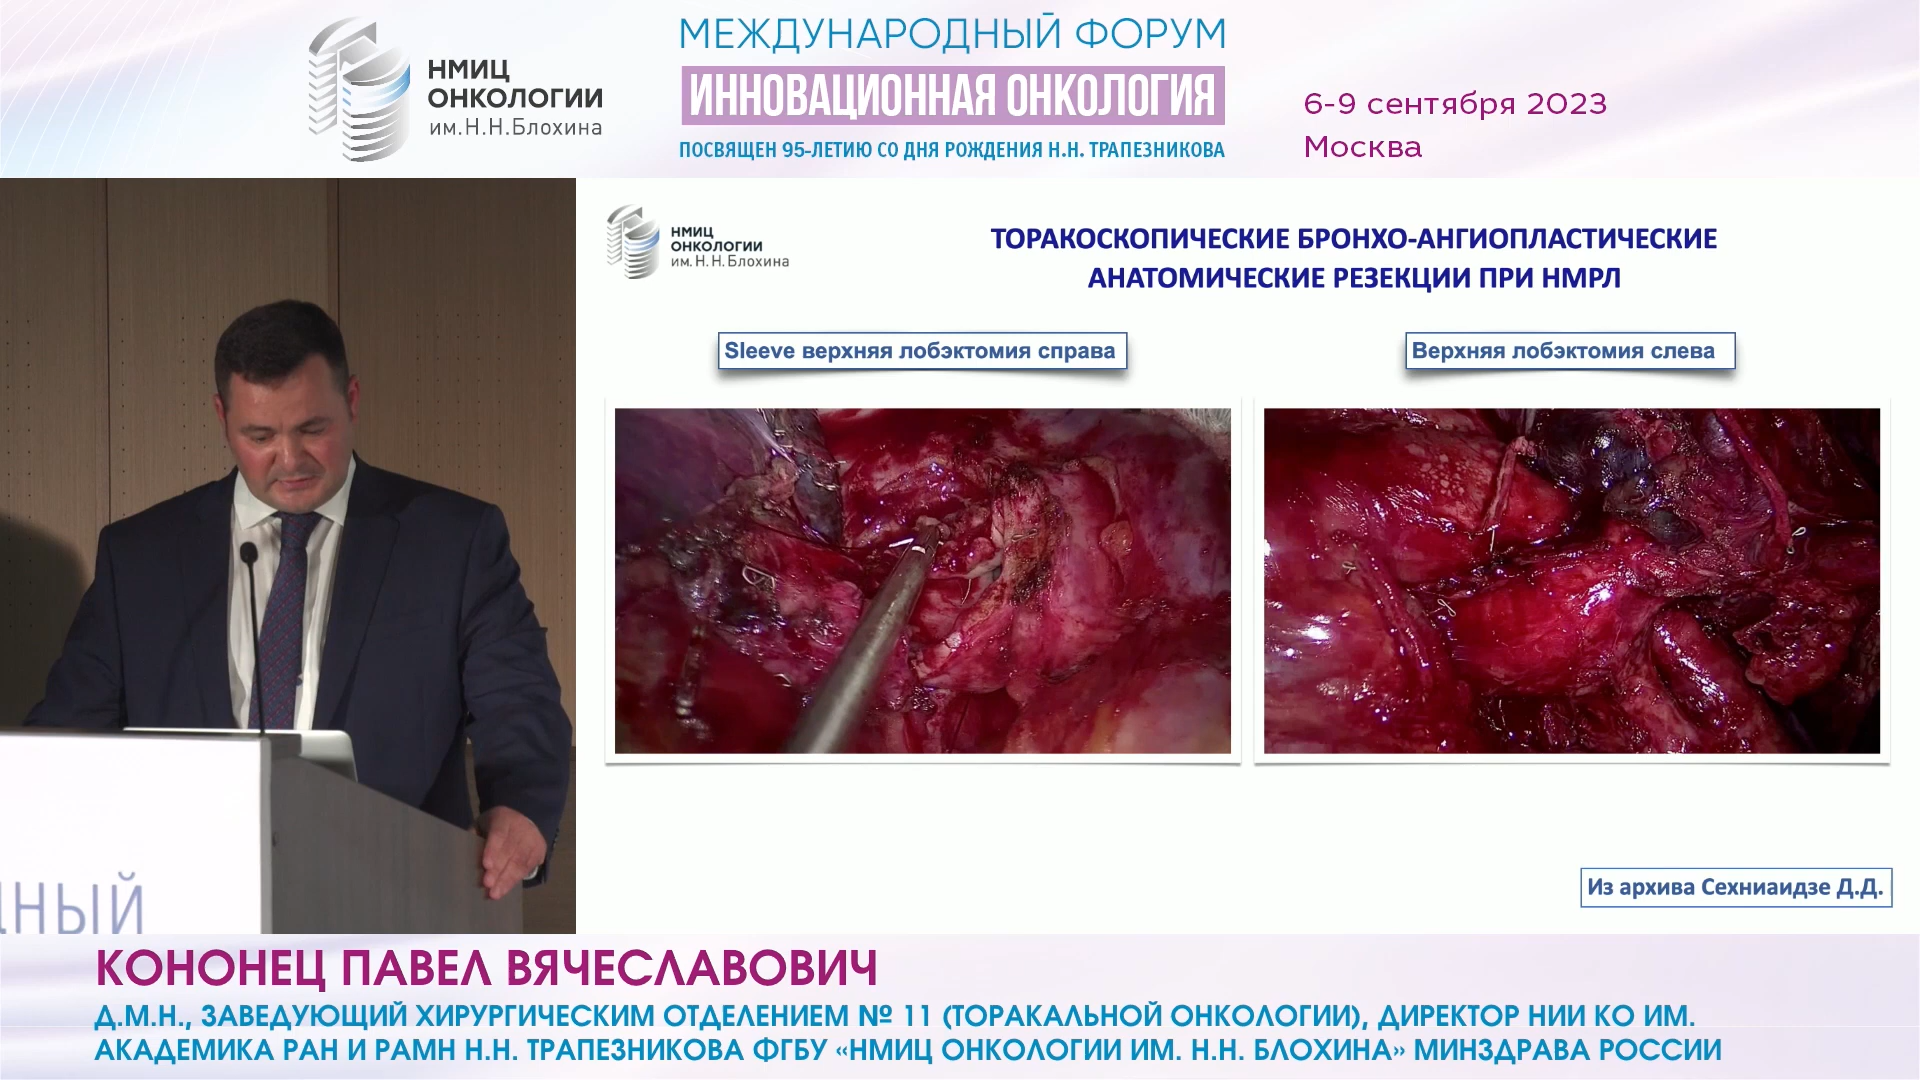 НМИЦ
ОНКОЛОГИИ
им.Н.Н.Блохина
МЕЖДУНАРОДНЫЙ ФОРУМ
ИННОВАЦИОННАЯ ОНКОЛОГИЯ
ПОСВЯЩЕН 95-ЛЕТИЮ СО ДНЯ РОЖДЕНИЯ Н.Н. ТРАПЕЗНИКОВА
6-9 сентября 2023
Москва
НМИЦ
ОНКОЛОГИИ
им. Н. Н. Блохина
ТОРАКОСКОПИЧЕСКИЕ БРОНХО-АНГИОПЛАСТИЧЕСКИЕ
АНАТОМИЧЕСКИЕ РЕЗЕКЦИИ ПРИ НМРЛ
Sleeve верхняя лобэктомия справа
Верхняя лобэктомия слева
Из архива Сехниаидзе Д.Д.
ДНЫЙ
КОНОНЕЦ ПАВЕЛ ВЯЧЕСЛАВОВИЧ
Д.М.Н., ЗАВЕДУЮЩИЙ ХИРУРГИЧЕСКИМ ОТДЕЛЕНИЕМ № 11 (ТОРАКАЛЬНОЙ ОНКОЛОГИИ), ДИРЕКТОР НИИ КО ИМ.
АКАДЕМИКА РАН И РАМН Н.Н. ТРАПЕЗНИКОВА ФГБУ «НМИЦ ОНКОЛОГИИ ИМ. Н.Н. БЛОХИНА» МИНЗДРАВА РОССИИ